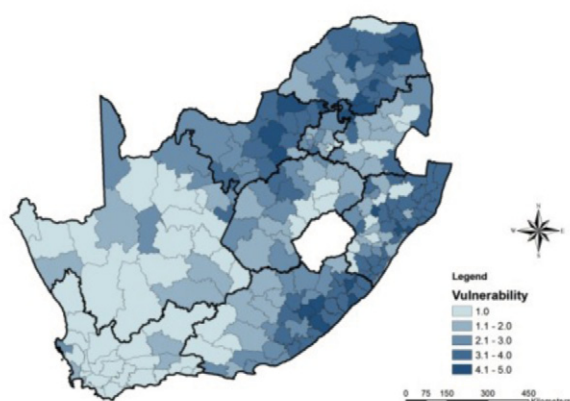 N
W
E
S
Legend
Vulnerability
1.0
1.1 - 2.0
2.1 - 3.0
3.1 - 4.0
4.1 - 5.0
0 75 150 300 450